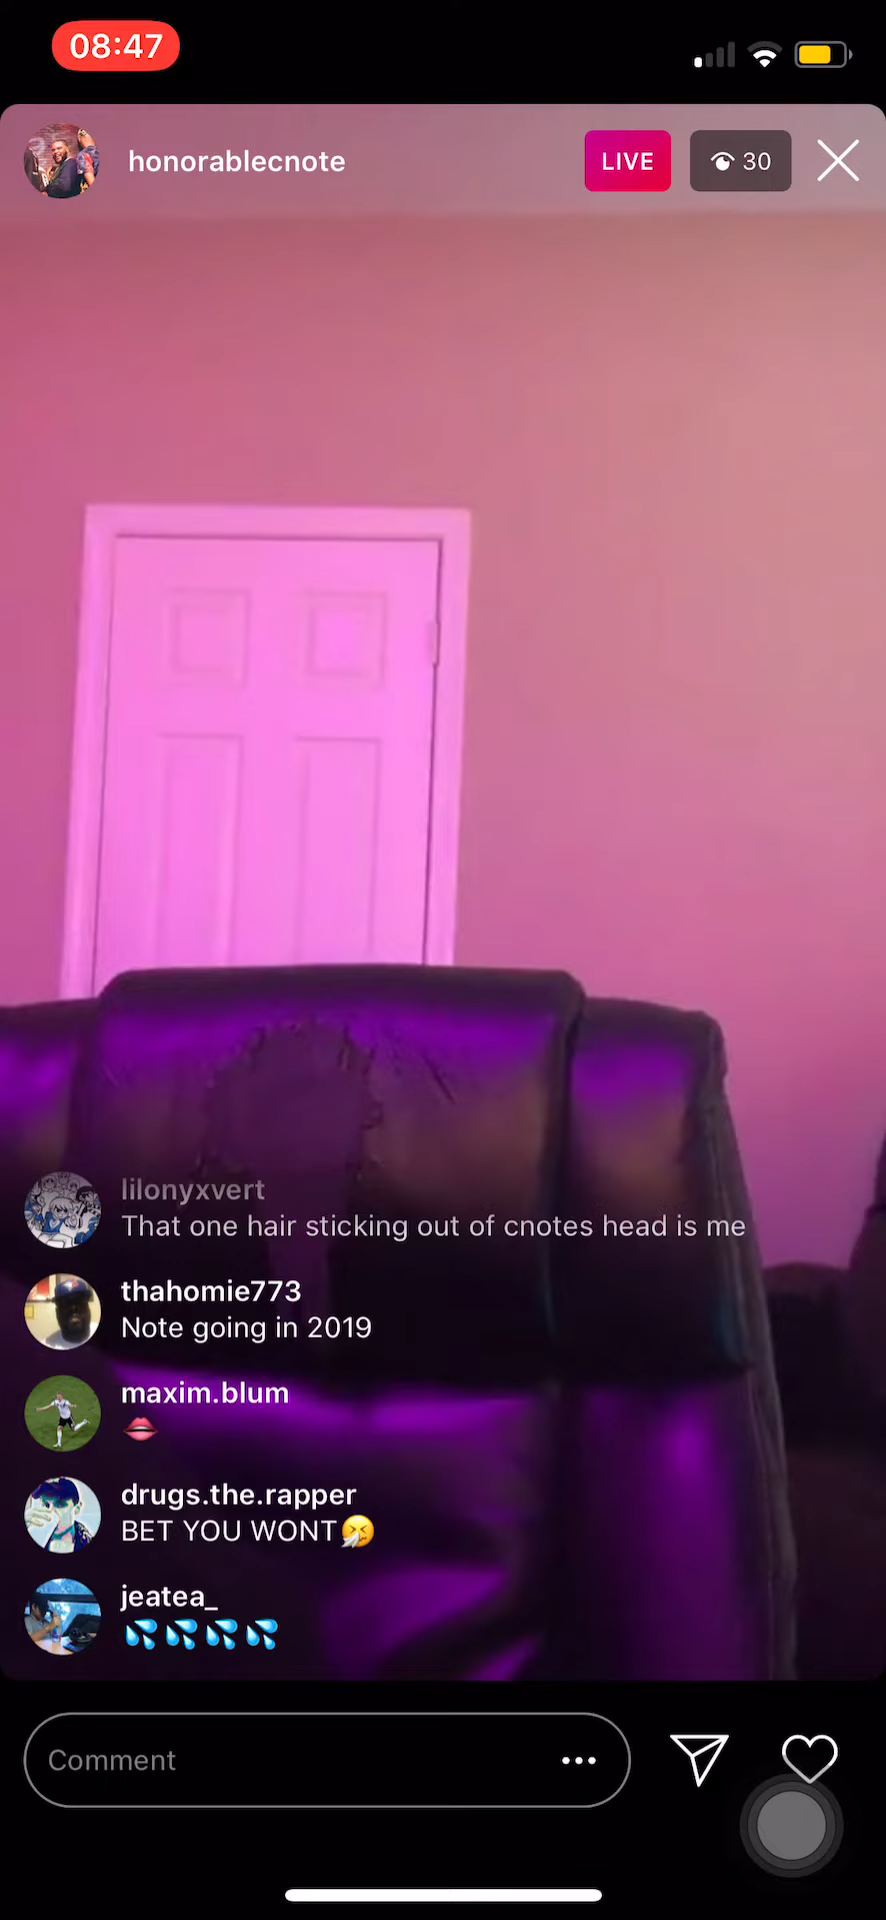 08:47
honorablecnote
LIVE
30
lilonyxvert
That one hair sticking out of cnotes head is me
thahomie773
Note going in 2019
maxim.blum
👄
drugs.the.rapper
BET YOU WONT🤧
jeatea_
💦💦💦💦
Comment